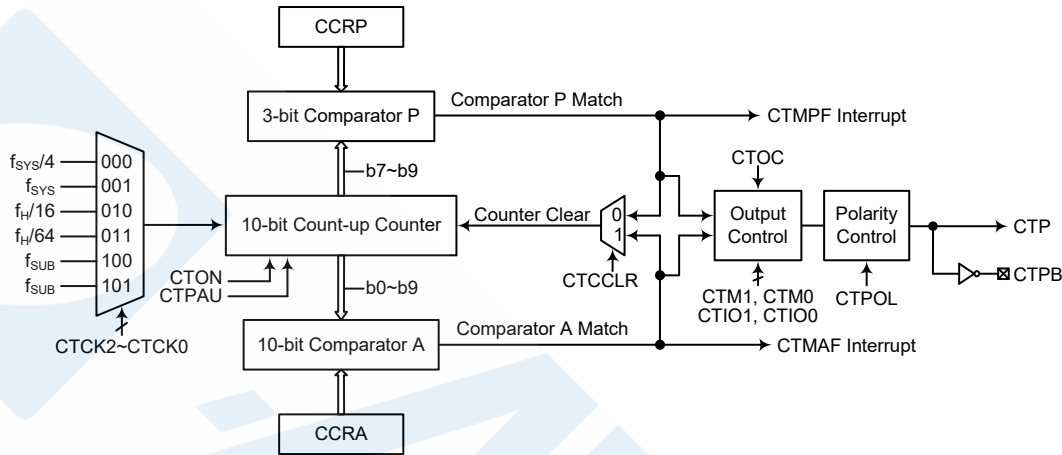 CCRP
3-bit Comparator P
Comparator P Match
CTMPF Interrupt
b7~b9
fSYS/4
000
fSYS
001
fH/16
010
fH/64
011
fSUB
100
fSUB
101
CTCK2~CTCK0
10-bit Count-up Counter
CTON
CTPAU
Counter Clear
0
1
CTCCLR
CTOC
Output
Control
CTM1, CTM0
CTIO1, CTIO0
Polarity
Control
CTPOL
CTP
CTPB
b0~b9
10-bit Comparator A
Comparator A Match
CTMAF Interrupt
CCRA